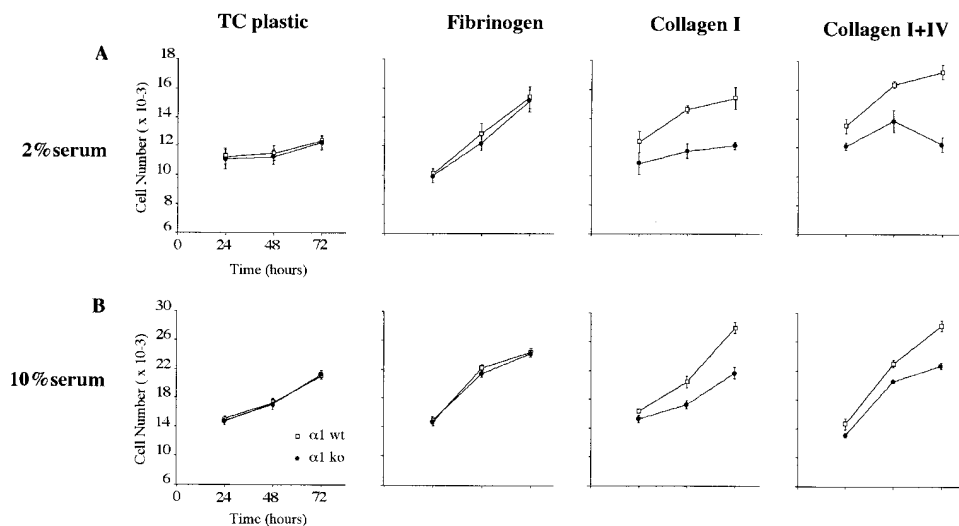 TC plastic
Fibrinogen
Collagen I
Collagen I+IV
A
2%serum
Cell Number ( x 10-3)
18
16
14
12
10
8
6
0 24 48 72
Time (hours)
B
10%serum
Cell Number ( x 10-3)
30
26
22
18
14
10
6
α1 wt
α1 ko
0 24 48 72
Time (hours)